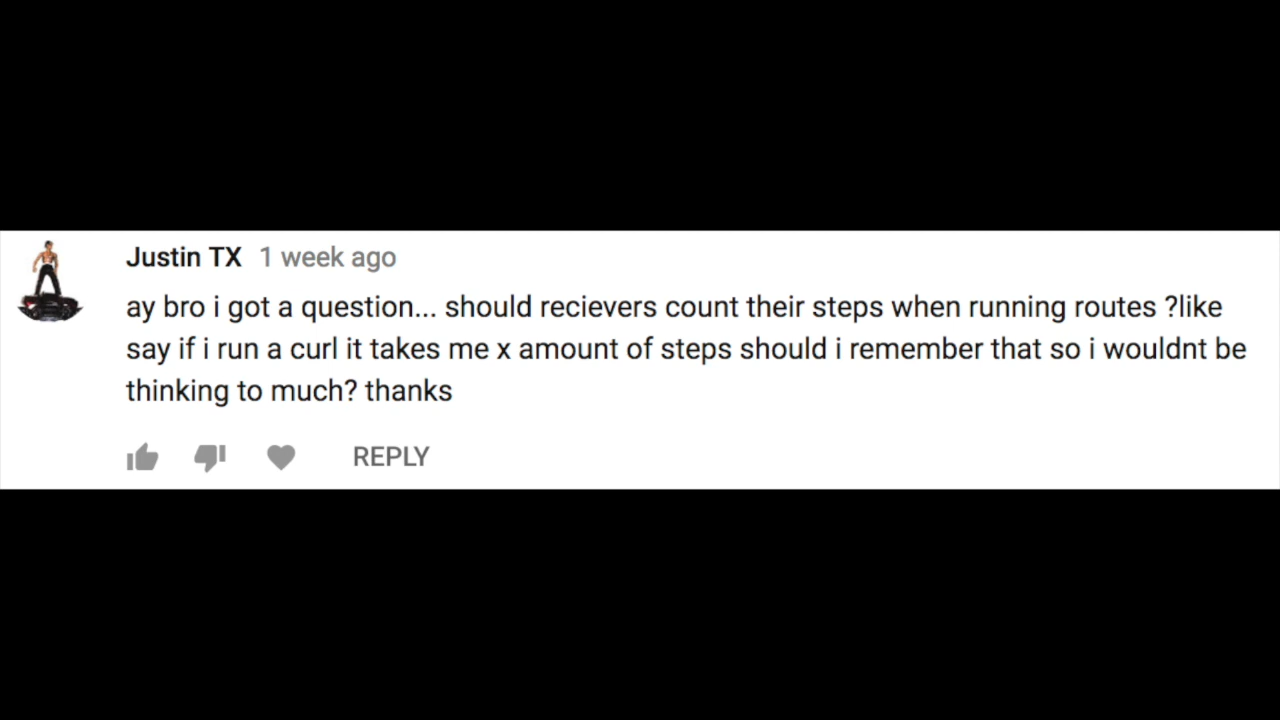 Justin TX 1 week ago
ay bro i got a question... should recievers count their steps when running routes ?like
say if i run a curl it takes me x amount of steps should i remember that so i wouldnt be
thinking to much? thanks
REPLY